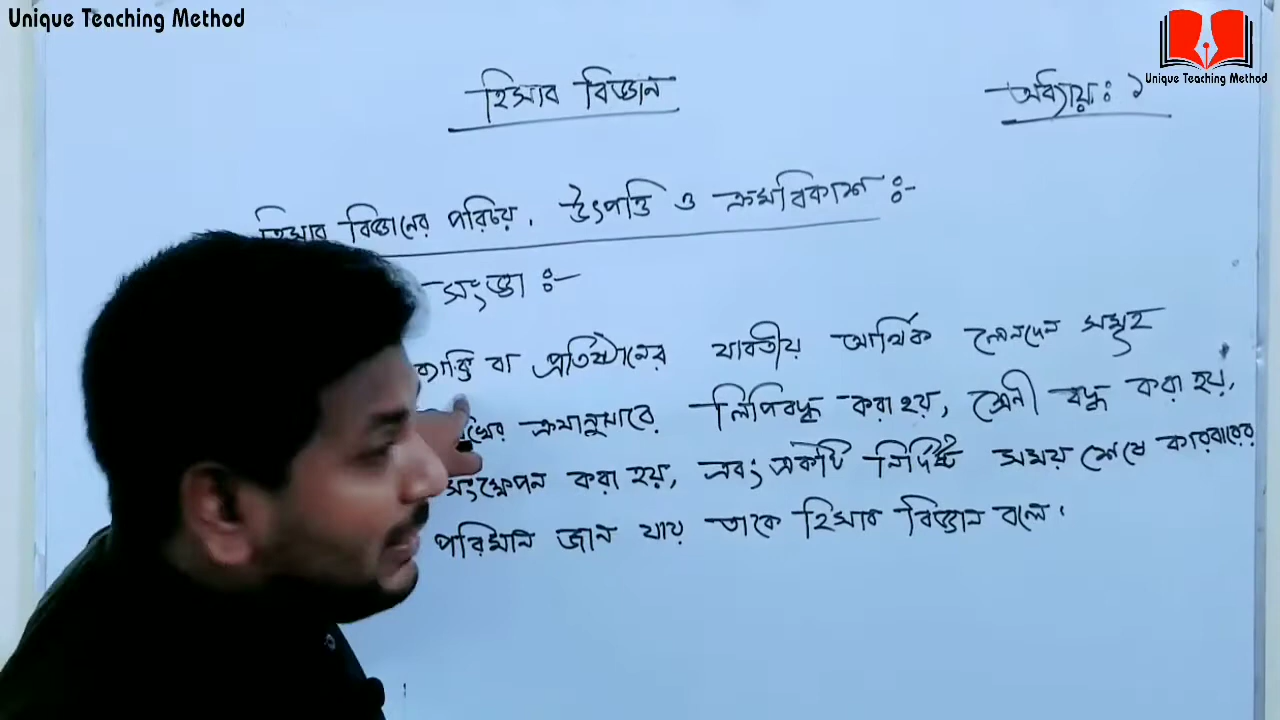 Unique Teaching Method
Unique Teaching Method
হিসাব বিজ্ঞান
অধ্যায়ঃ ১
হিসাব বিজ্ঞানের পরিচয়, উৎপত্তি ও ক্রমবিকাশ ঃ-
সংজ্ঞা ঃ-
ব্যক্তি বা প্রতিষ্ঠানের যাবতীয় আর্থিক লেনদেন সমূহ
ক্রমানুসারে লিপিবদ্ধ করা হয়, শ্রেনী বদ্ধ করা হয়,
সংক্ষেপন করা হয়, এবং একটি নির্দিষ্ট সময় শেষে কারবারের
পরিমান জান যায় তাকে হিসাব বিজ্ঞান বলে।